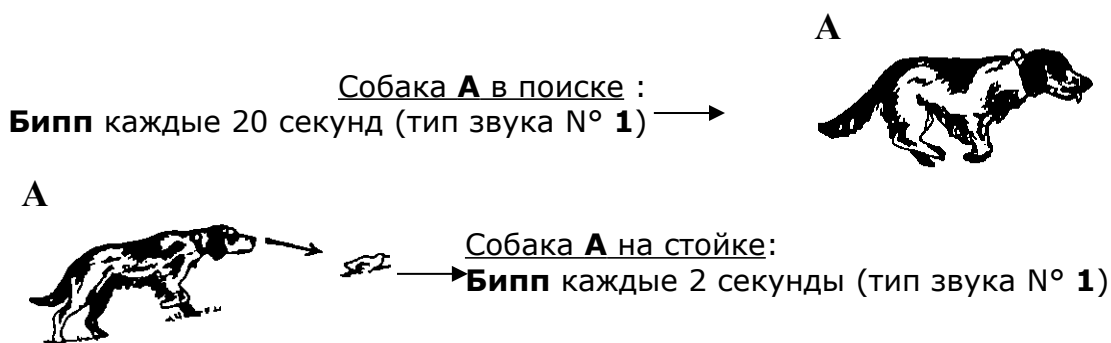 A
Собака A в поиске :
Бипп каждые 20 секунд (тип звука N° 1)
A
Собака A на стойке:
Бипп каждые 2 секунды (тип звука N° 1)